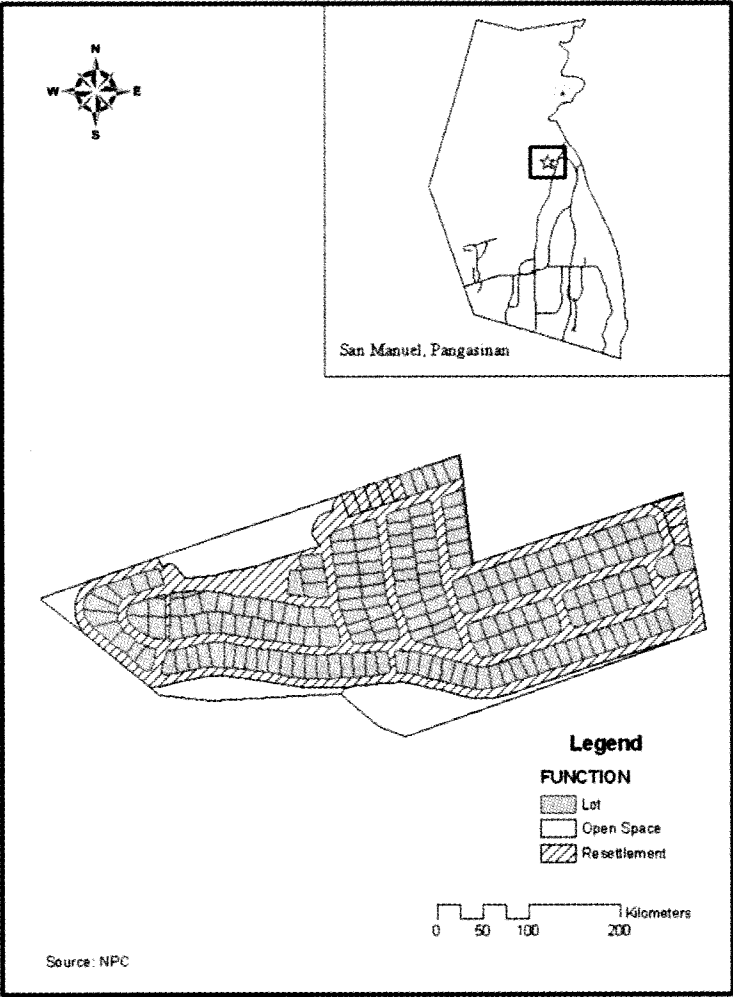 N
W E
S
San Manuel, Pangasinan
Legend
FUNCTION
Lot
Open Space
Resettlement
Kilometers
0 50 100 200
Source: NPC